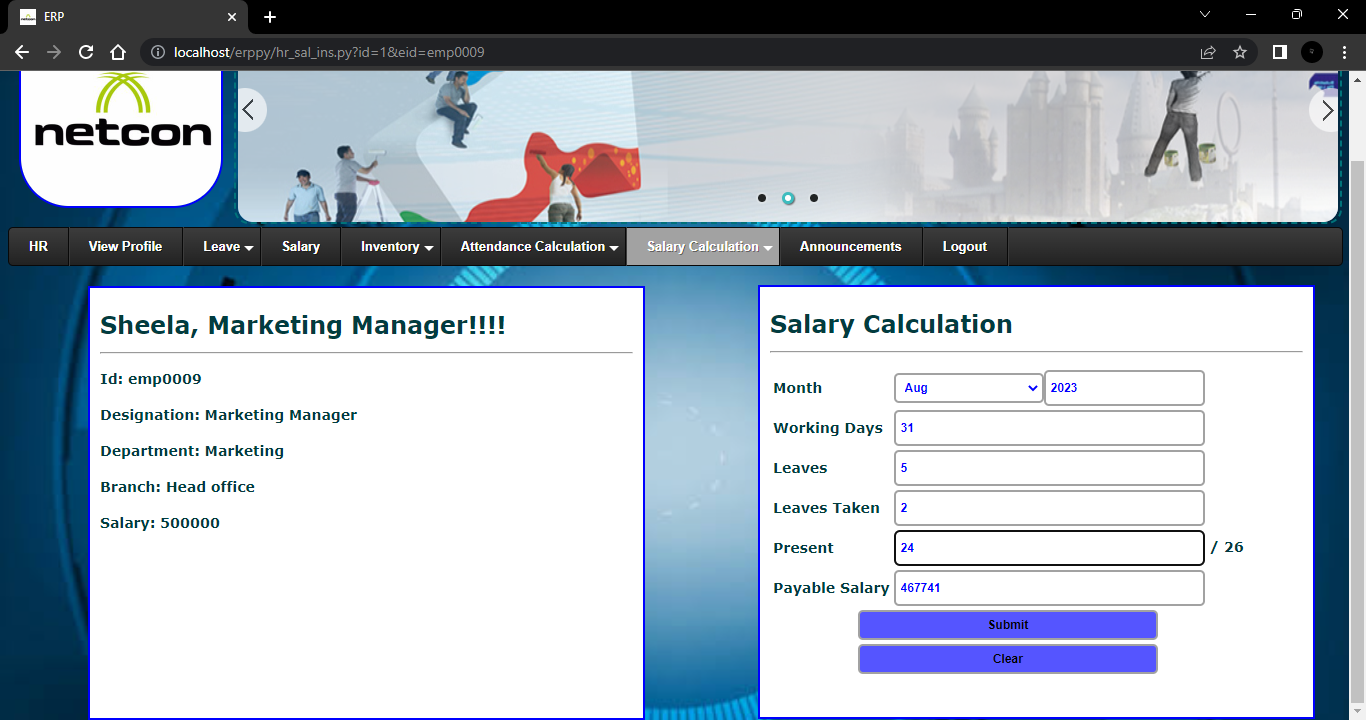 ERP
localhost/erppy/hr_sal_ins.py?id=1&eid=emp0009
netcon
HR View Profile Leave Salary Inventory Attendance Calculation Salary Calculation Announcements Logout
Sheela, Marketing Manager!!!!
Id: emp0009
Designation: Marketing Manager
Department: Marketing
Branch: Head office
Salary: 500000
Salary Calculation
Month Aug 2023
Working Days 31
Leaves 5
Leaves Taken 2
Present 24 / 26
Payable Salary 467741
Submit
Clear